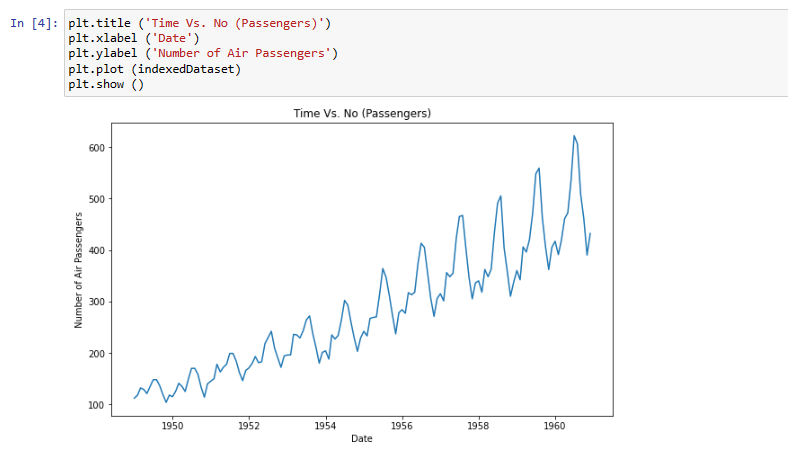 In [4]: plt.title ('Time Vs. No (Passengers)')
plt.xlabel ('Date')
plt.ylabel ('Number of Air Passengers')
plt.plot (indexedDataset)
plt.show ()
Time Vs. No (Passengers)
600
500
400
300
200
100
Number of Air Passengers
1950 1952 1954 1956 1958 1960
Date